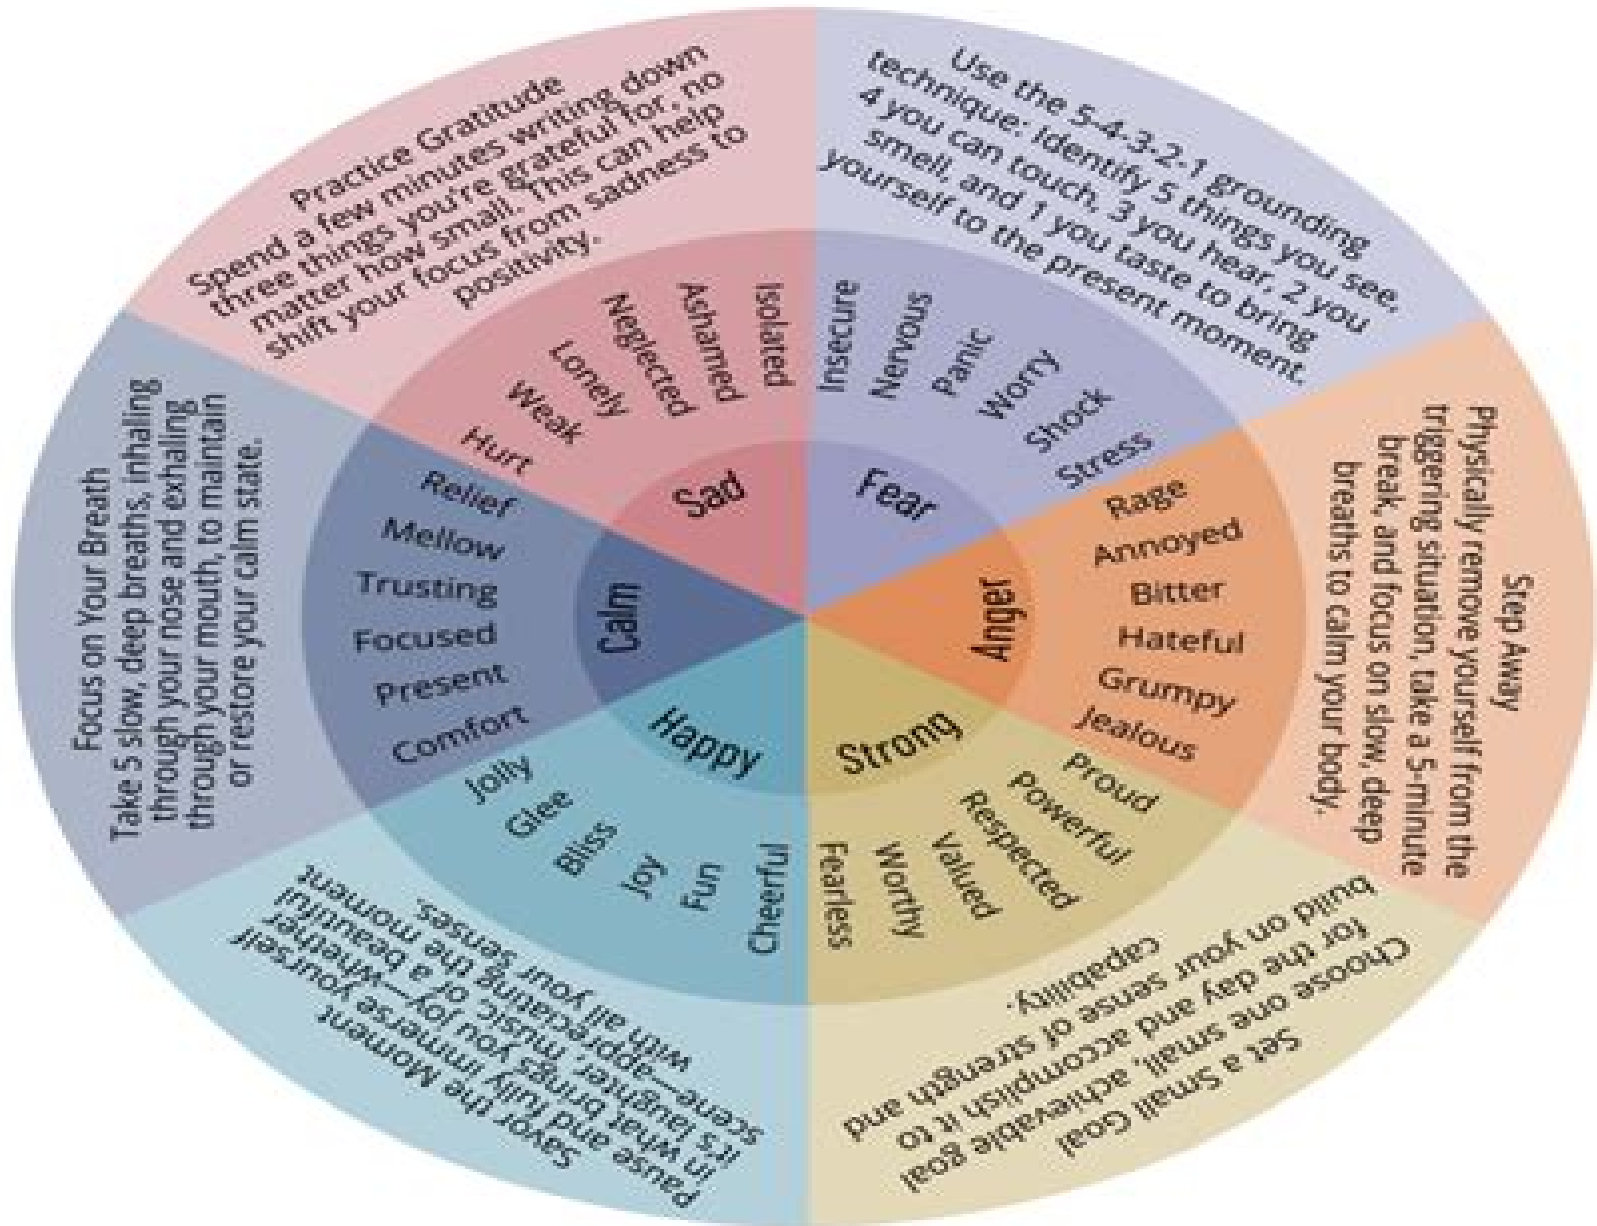 Practice Gratitude
Spend a few minutes writing down
three things you're grateful for, no
matter how small. This can help
shift your focus from sadness to
positivity.
Use the 5-4-3-2-1 grounding
technique: Identify 5 things you see,
4 you can touch, 3 you hear, 2 you
smell, and 1 you taste to bring
yourself to the present moment.
Step Away
Physically remove yourself from the
triggering situation, take a 5-minute
break, and focus on slow, deep
breaths to calm your body.
Set a Small Goal
Choose one small, achievable goal
for the day and accomplish it to
build on your sense of strength and
capability.
Savor the Moment
Pause and fully immerse yourself
in what brings you joy—whether
it's laughter, music, or a beautiful
scene—appreciating the moment
with all your senses.
Focus on Your Breath
Take 5 slow, deep breaths, inhaling
through your nose and exhaling
through your mouth, to maintain
or restore your calm state.
Sad
Hurt
Weak
Lonely
Neglected
Ashamed
Isolated
Fear
Insecure
Nervous
Panic
Worry
Shock
Stress
Anger
Rage
Annoyed
Bitter
Hateful
Grumpy
Jealous
Strong
Proud
Powerful
Respected
Valued
Worthy
Fearless
Happy
Cheerful
Fun
Joy
Bliss
Glee
Jolly
Calm
Comfort
Present
Focused
Trusting
Mellow
Relief